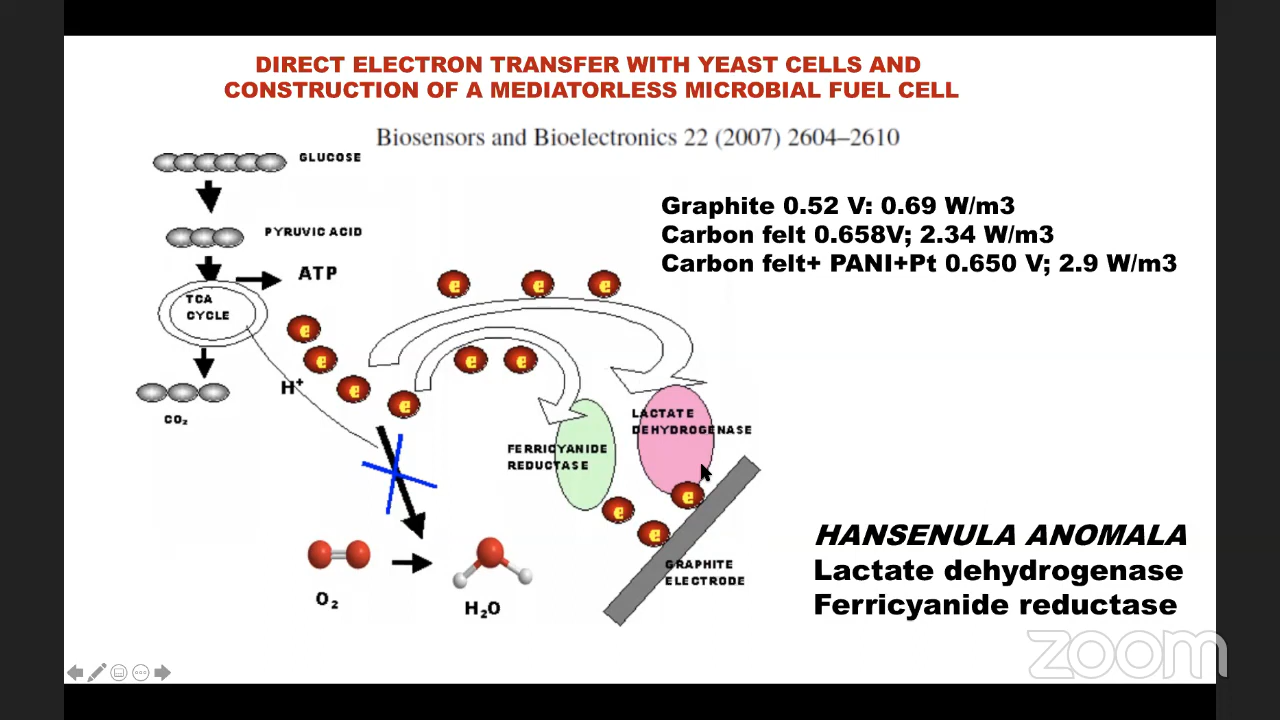 DIRECT ELECTRON TRANSFER WITH YEAST CELLS AND
CONSTRUCTION OF A MEDIATORLESS MICROBIAL FUEL CELL
Biosensors and Bioelectronics 22 (2007) 2604–2610
GLUCOSE
PYRUVIC ACID
ATP
TCA
CYCLE
H+
CO2
Graphite 0.52 V: 0.69 W/m3
Carbon felt 0.658V; 2.34 W/m3
Carbon felt+ PANI+Pt 0.650 V; 2.9 W/m3
e e e
e
e
e
e
e e
FERRICYANIDE
REDUCTASE
LACTATE
DEHYDROGENASE
e
e
e
GRAPHITE
ELECTRODE
O2
H2O
HANSENULA ANOMALA
Lactate dehydrogenase
Ferricyanide reductase
zoom